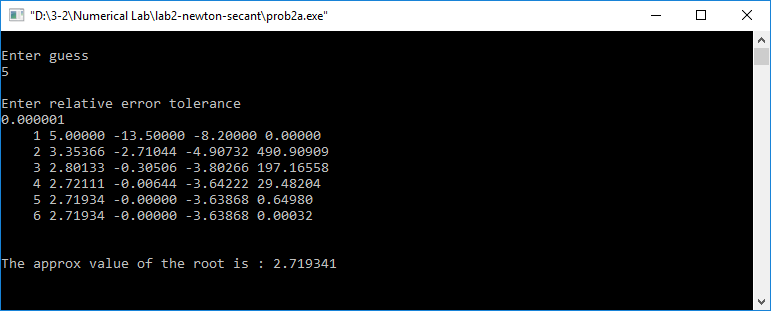 "D:\3-2\Numerical Lab\lab2-newton-secant\prob2a.exe"
Enter guess
5
Enter relative error tolerance
0.000001
1 5.00000 -13.50000 -8.20000 0.00000
2 3.35366 -2.71044 -4.90732 490.90909
3 2.80133 -0.30506 -3.80266 197.16558
4 2.72111 -0.00644 -3.64222 29.48204
5 2.71934 -0.00000 -3.63868 0.64980
6 2.71934 -0.00000 -3.63868 0.00032
The approx value of the root is : 2.719341